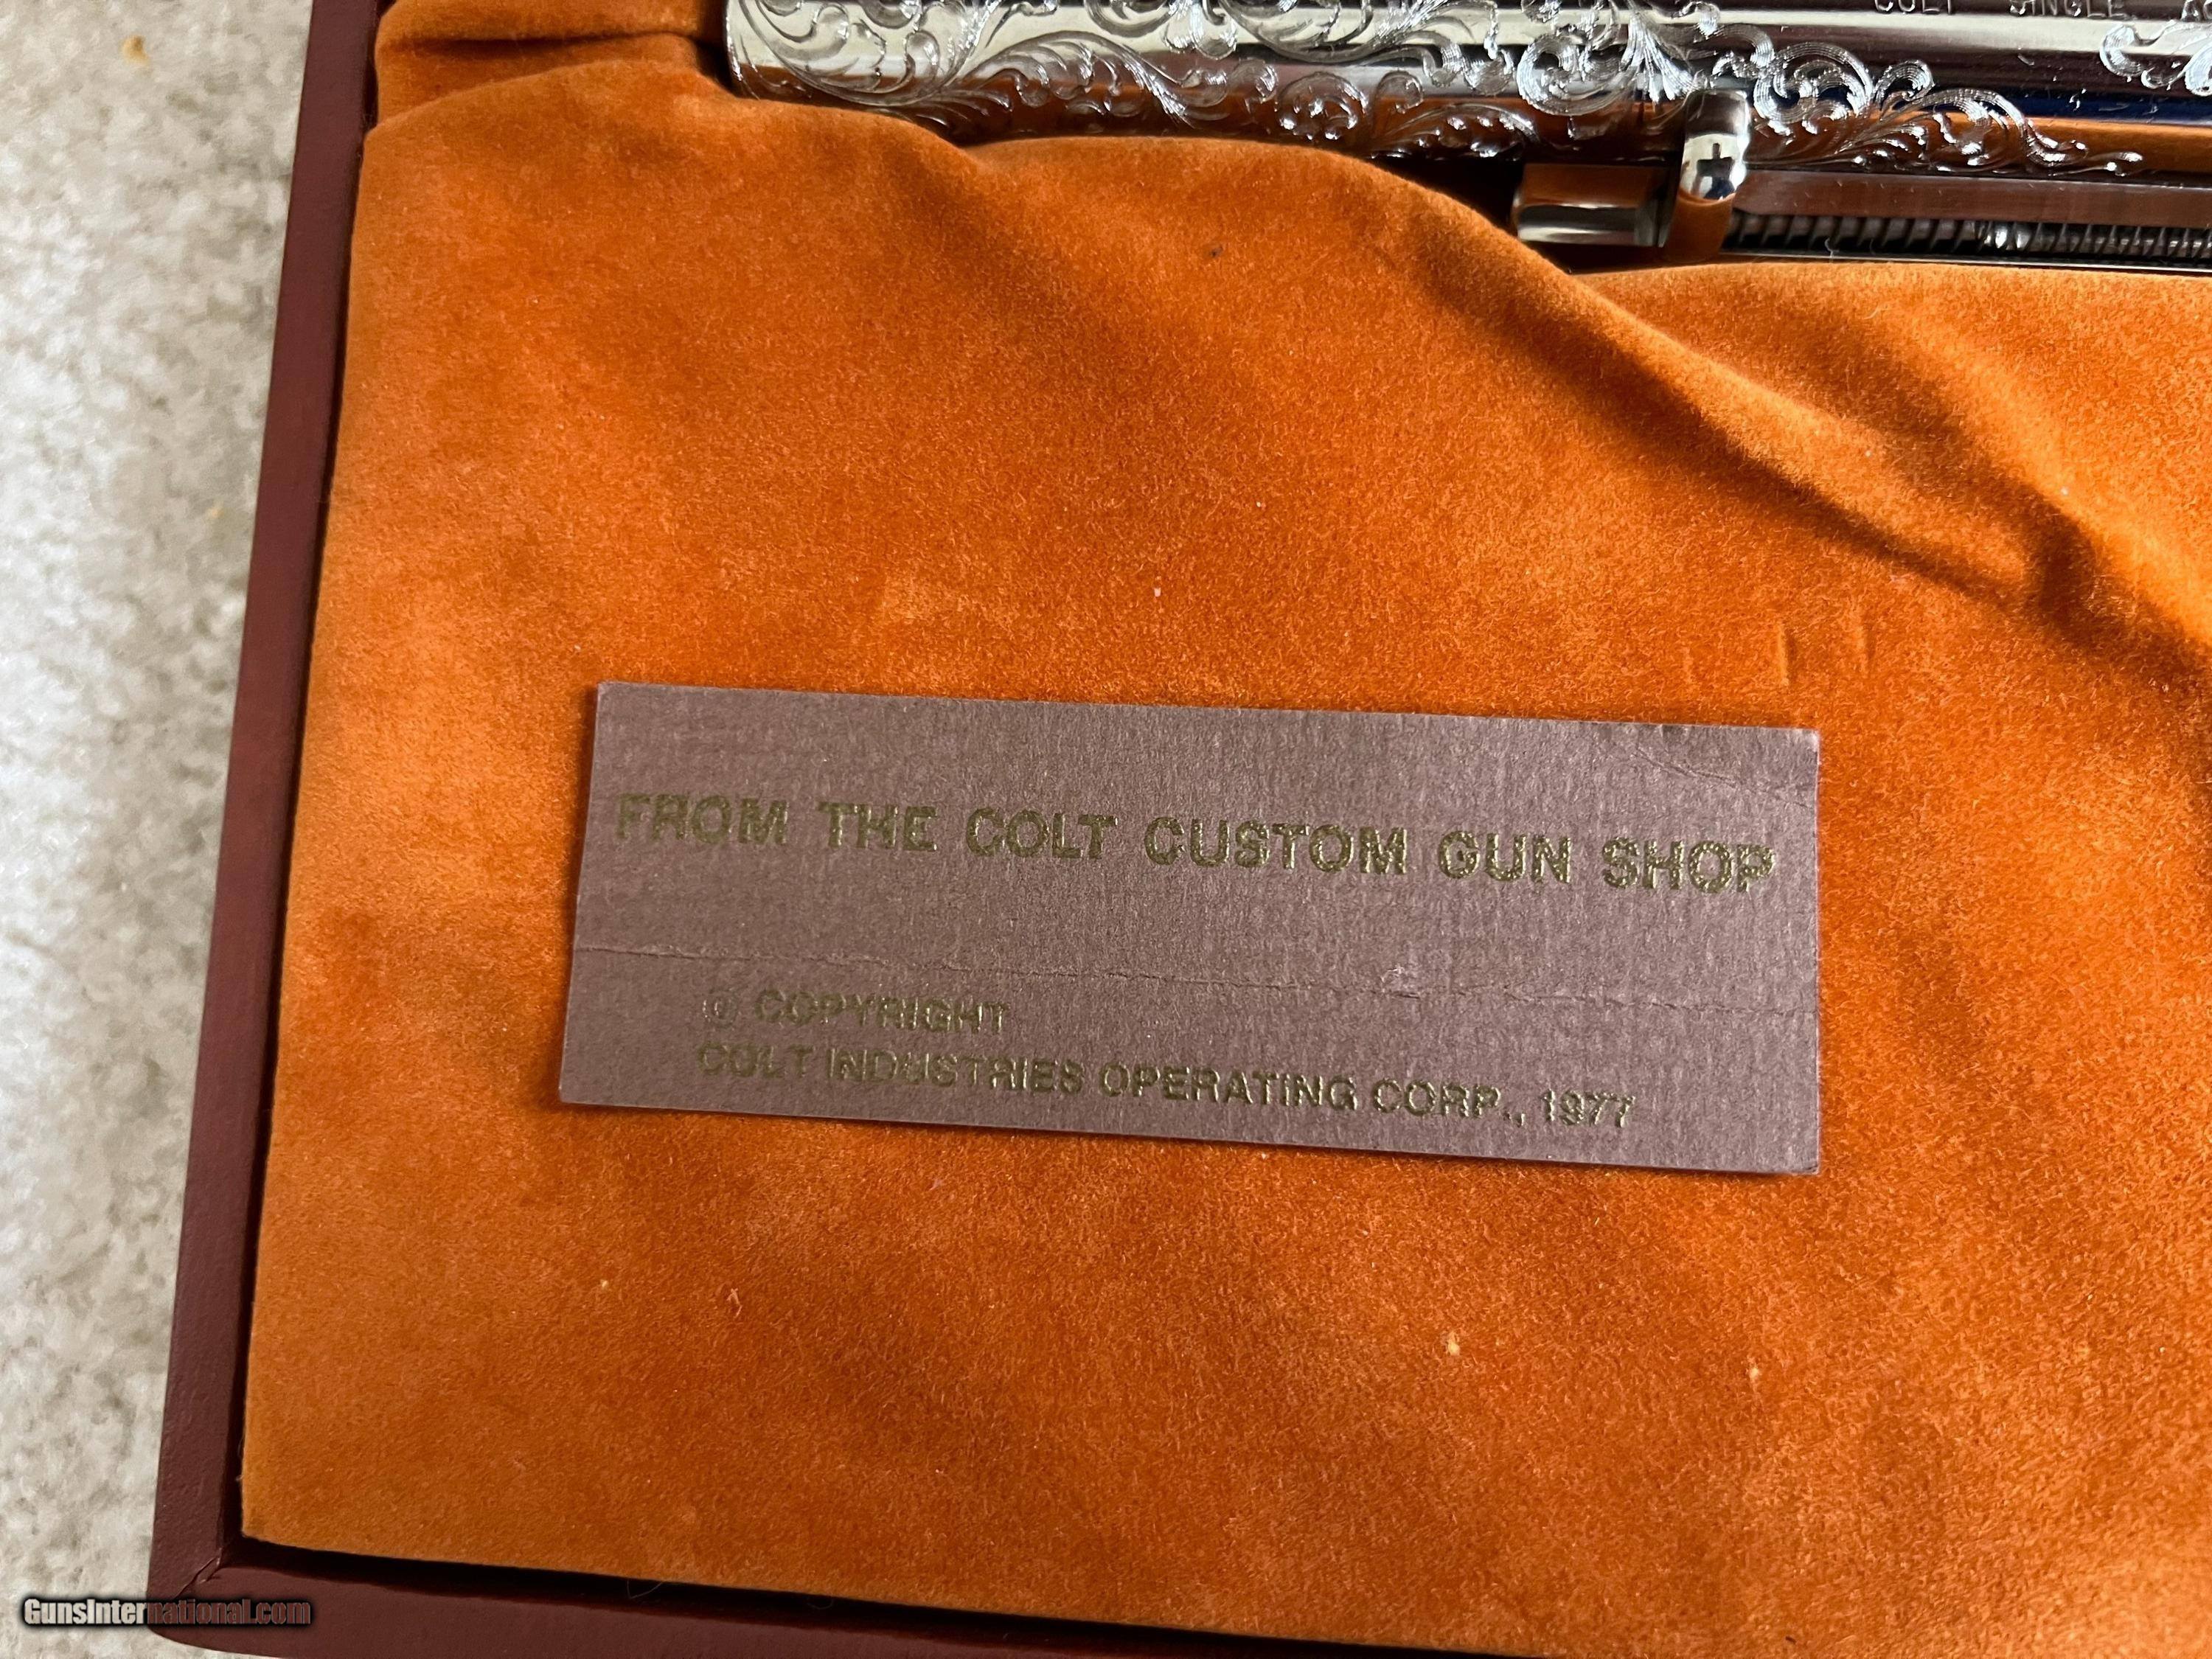 COLT SINGLE
FROM THE COLT CUSTOM GUN SHOP
© COPYRIGHT
COLT INDUSTRIES OPERATING CORP., 1977
GunsInternational.com